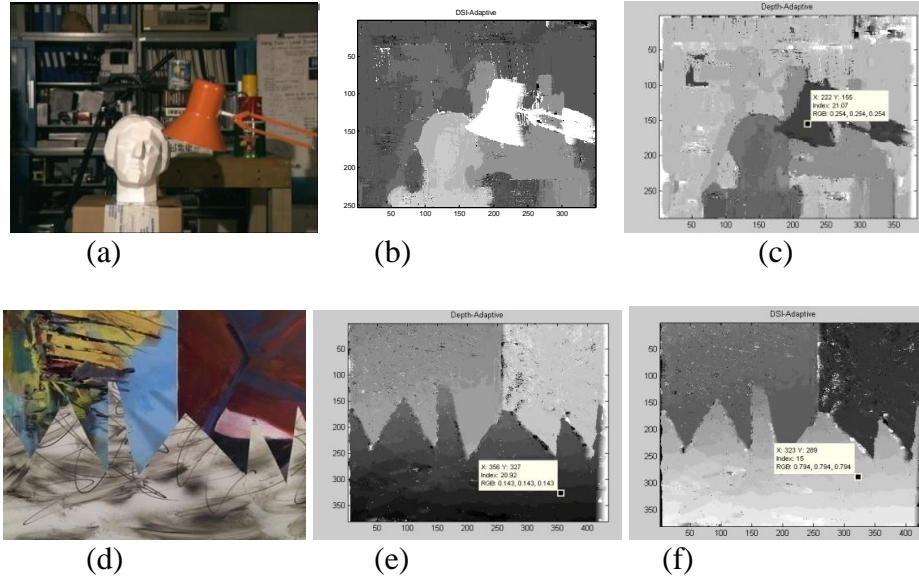 DSI-Adaptive
50
100
150
200
250
50 100 150 200 250 300
Depth-Adaptive
50
100
150
200
250
50 100 150 200 250 300 350
X: 222 Y: 155
Index: 21.07
RGB: 0.254, 0.254, 0.254
(a) (b) (c)
Depth-Adaptive
50
100
150
200
250
300
350
50 100 150 200 250 300 350 400
X: 356 Y: 327
Index: 20.92
RGB: 0.143, 0.143, 0.143
DSI-Adaptive
50
100
150
200
250
300
350
50 100 150 200 250 300 350 400
X: 323 Y: 289
Index: 15
RGB: 0.794, 0.794, 0.794
(d) (e) (f)